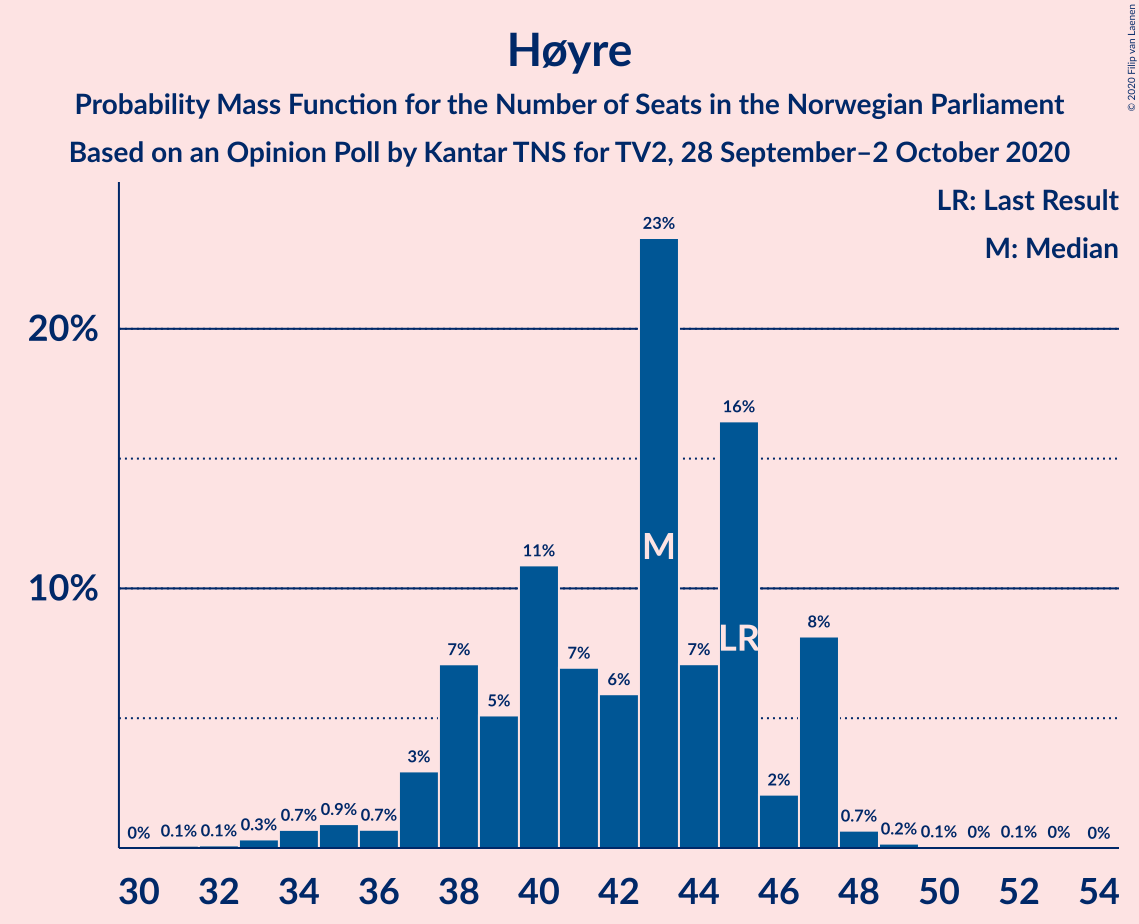 Høyre
Probability Mass Function for the Number of Seats in the Norwegian Parliament
Based on an Opinion Poll by Kantar TNS for TV2, 28 September–2 October 2020
© 2020 Filip van Laenen
LR: Last Result
M: Median
20%
10%
0% 0.1% 0.1% 0.3% 0.7% 0.9% 0.7% 3% 7% 5% 11% 7% 6% 23% 7% 16% 2% 8% 0.7% 0.2% 0.1% 0% 0.1% 0% 0%
M
LR
30 32 34 36 38 40 42 44 46 48 50 52 54